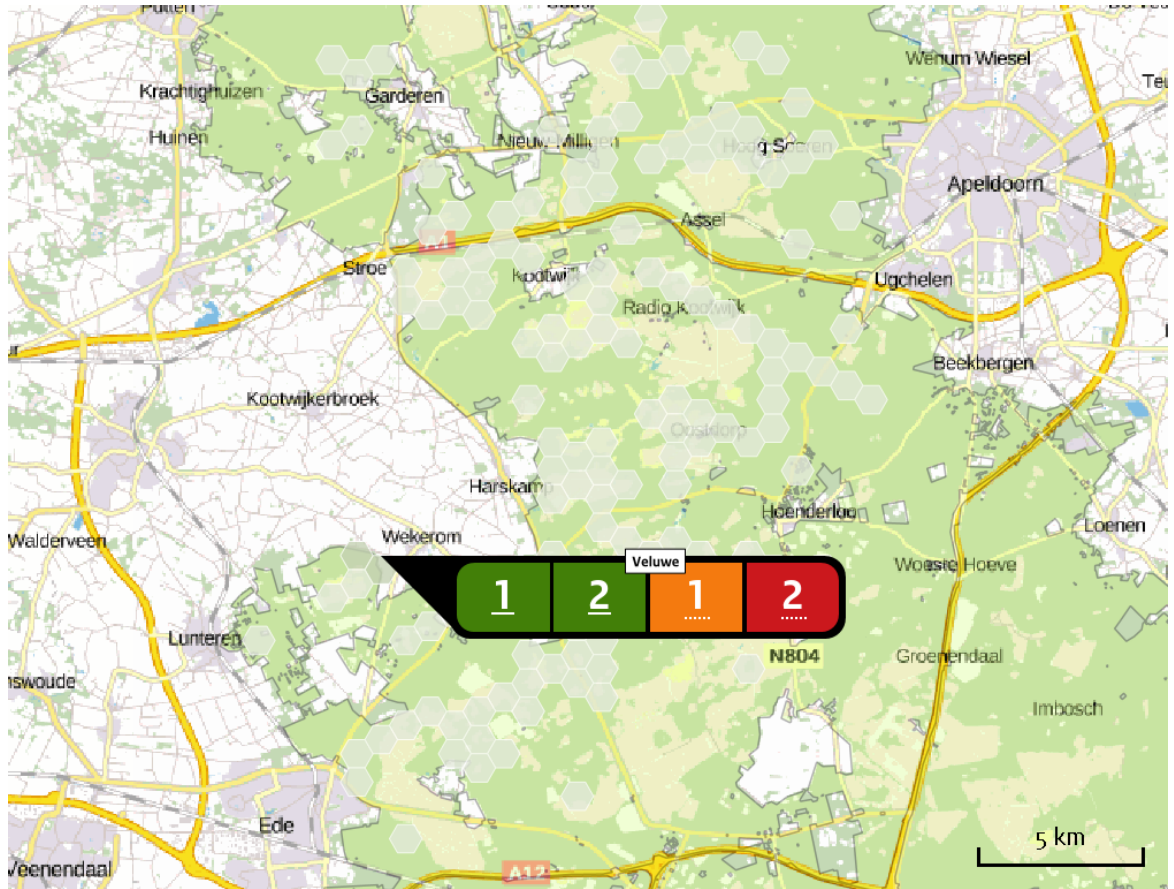 Putten
Wenum Wiesel
Krachtighuizen
Garderen
Huinen
Nieuw Milligen
Hoog Soeren
Apeldoorn
Assel
A1
Stroe
Kootwijk
Ugchelen
Radio Kootwijk
Beekbergen
Kootwijkerbroek
Harskamp
Hoenderloo
Loenen
Wekerom
Walderveen
Veluwe
Woeste Hoeve
1 2 1 2
Lunteren
N804
Groenendaal
nswoude
Imbosch
Ede
5 km
Veenendaal
A12